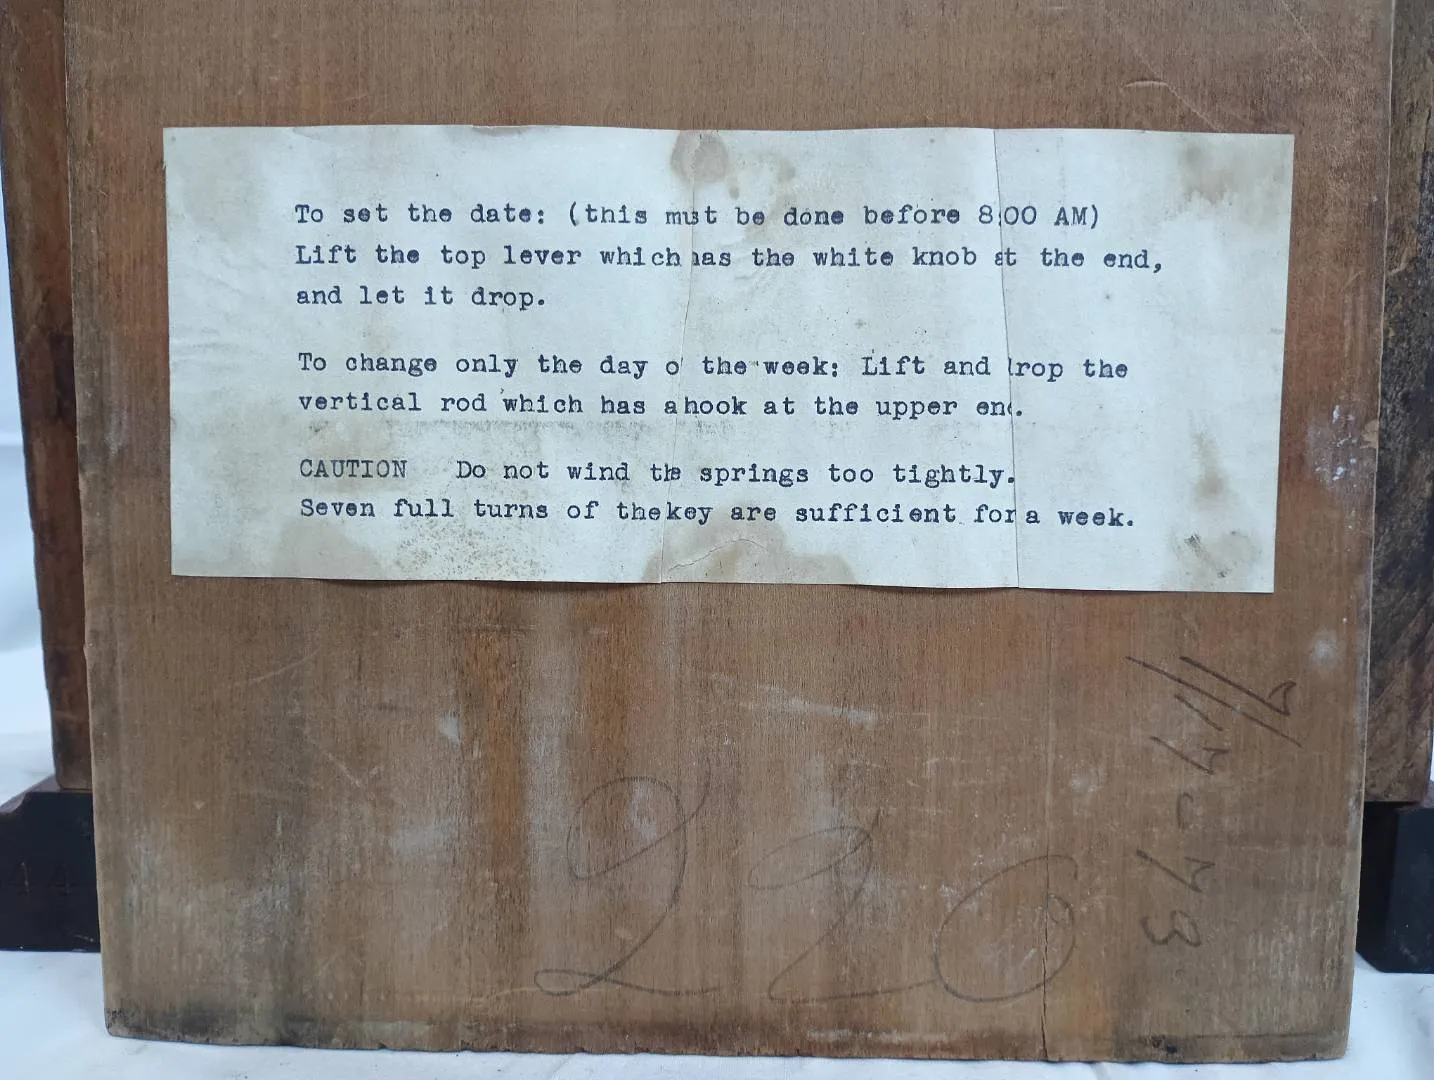 To set the date: (this must be done before 8:00 AM)
Lift the top lever which has the white knob at the end,
and let it drop.
To change only the day of the week: Lift and drop the
vertical rod which has a hook at the upper end.
CAUTION Do not wind the springs too tightly.
Seven full turns of the key are sufficient for a week.